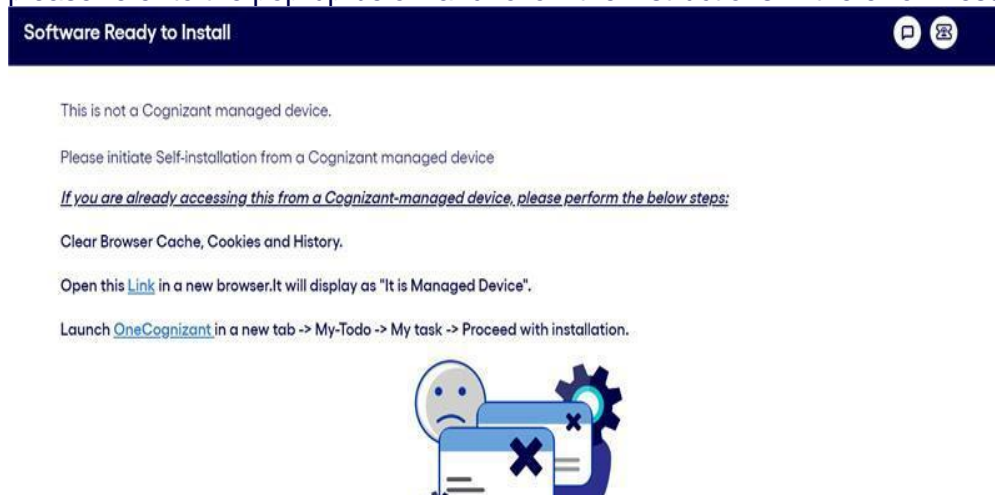 Software Ready to Install
This is not a Cognizant managed device.
Please initiate Self-installation from a Cognizant managed device
If you are already accessing this from a Cognizant-managed device, please perform the below steps:
Clear Browser Cache, Cookies and History.
Open this Link in a new browser.It will display as "It is Managed Device".
Launch OneCognizant in a new tab -> My-Todo -> My task -> Proceed with installation.